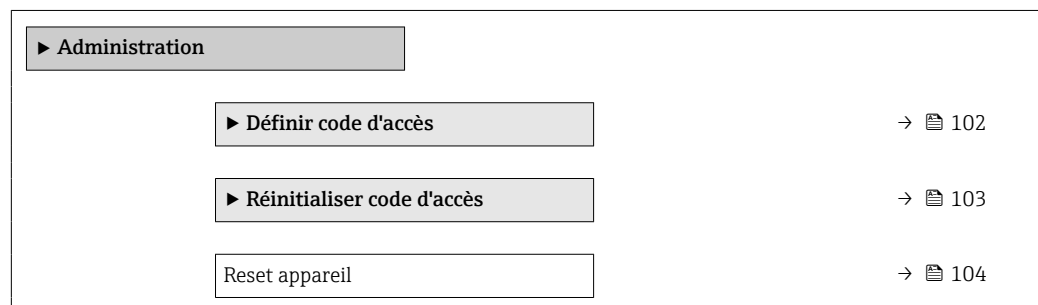 ▶ Administration
▶ Définir code d'accès → 102
▶ Réinitialiser code d'accès → 103
Reset appareil → 104